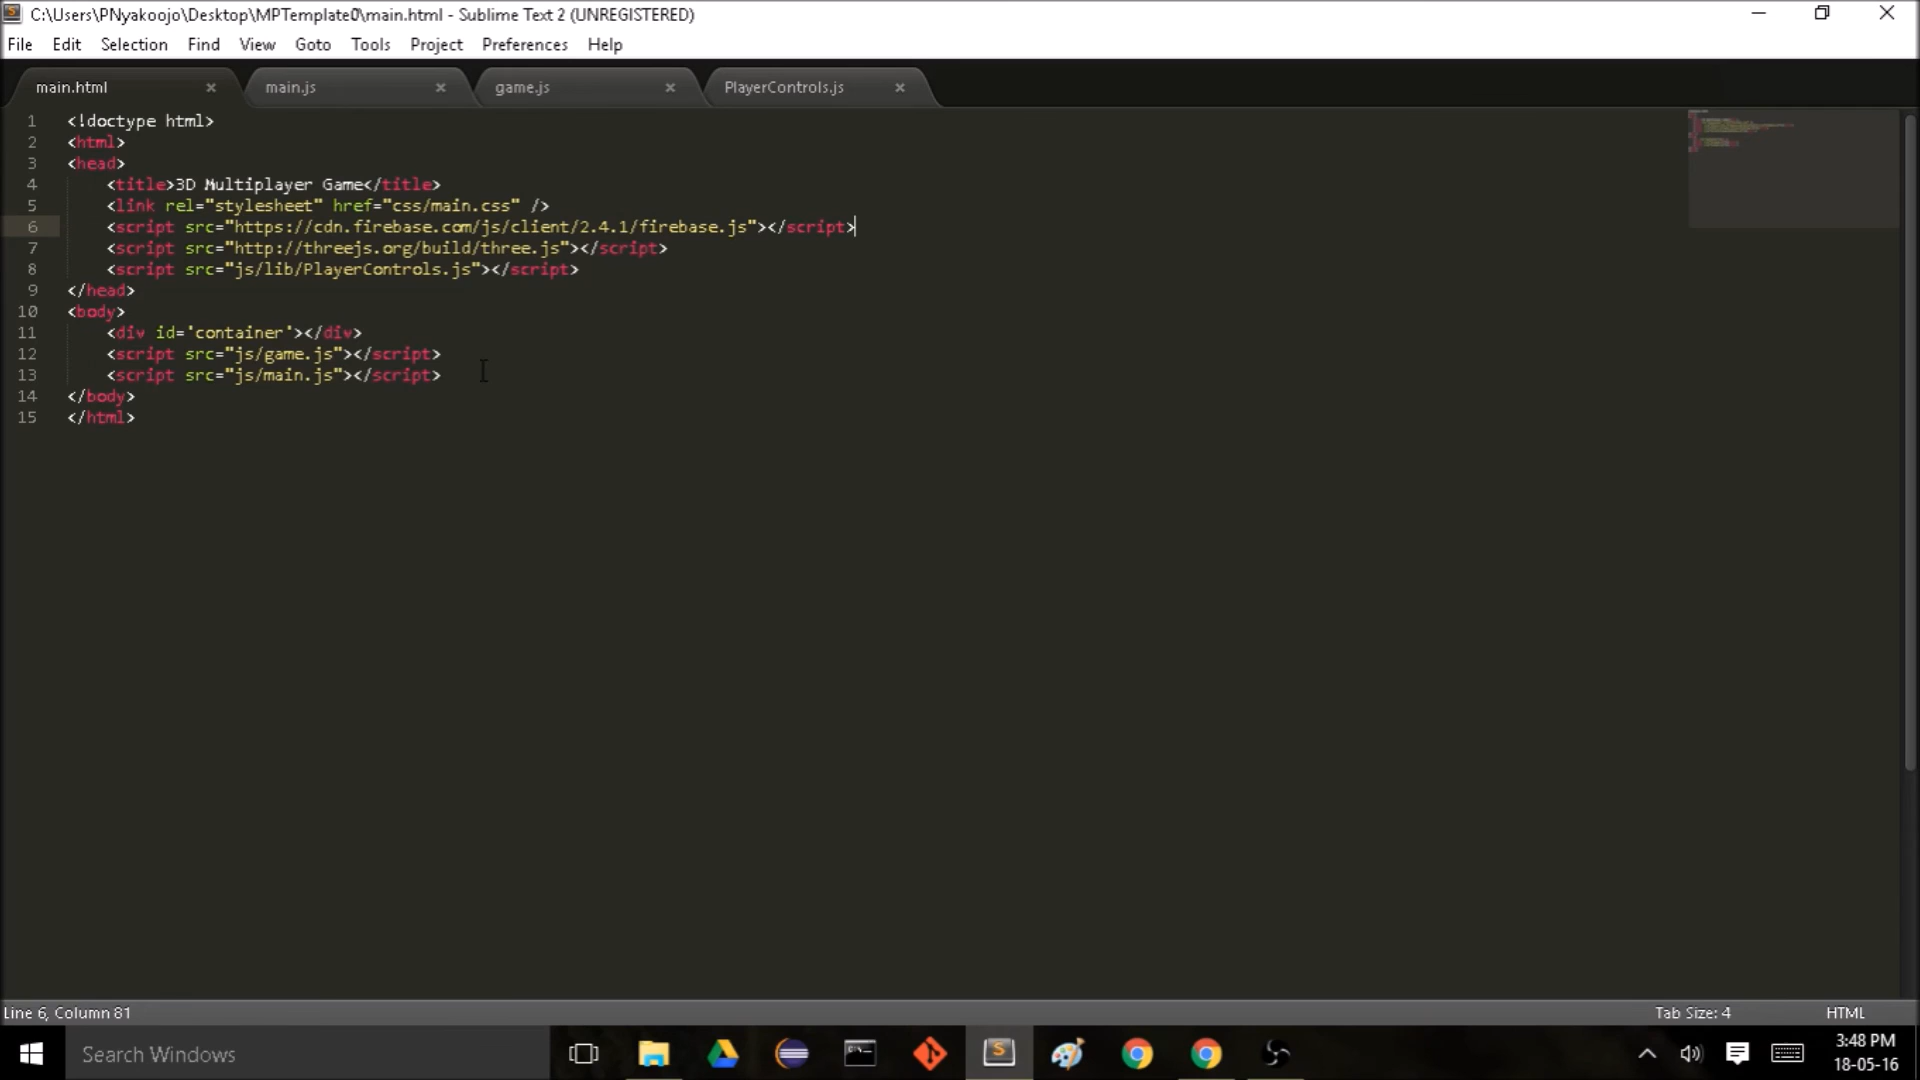 C:\Users\PNyakoojo\Desktop\MPTemplate0\main.html - Sublime Text 2 (UNREGISTERED)
File Edit Selection Find View Goto Tools Project Preferences Help
main.html × main.js × game.js × PlayerControls.js ×
1 <!doctype html>
2 <html>
3 <head>
4 <title>3D Multiplayer Game</title>
5 <link rel="stylesheet" href="css/main.css" />
6 <script src="https://cdn.firebase.com/js/client/2.4.1/firebase.js"></script>
7 <script src="http://threejs.org/build/three.js"></script>
8 <script src="js/lib/PlayerControls.js"></script>
9 </head>
10 <body>
11 <div id='container'></div>
12 <script src="js/game.js"></script>
13 <script src="js/main.js"></script>
14 </body>
15 </html>
Line 6, Column 81 Tab Size: 4 HTML
Search Windows
3:48 PM
18-05-16